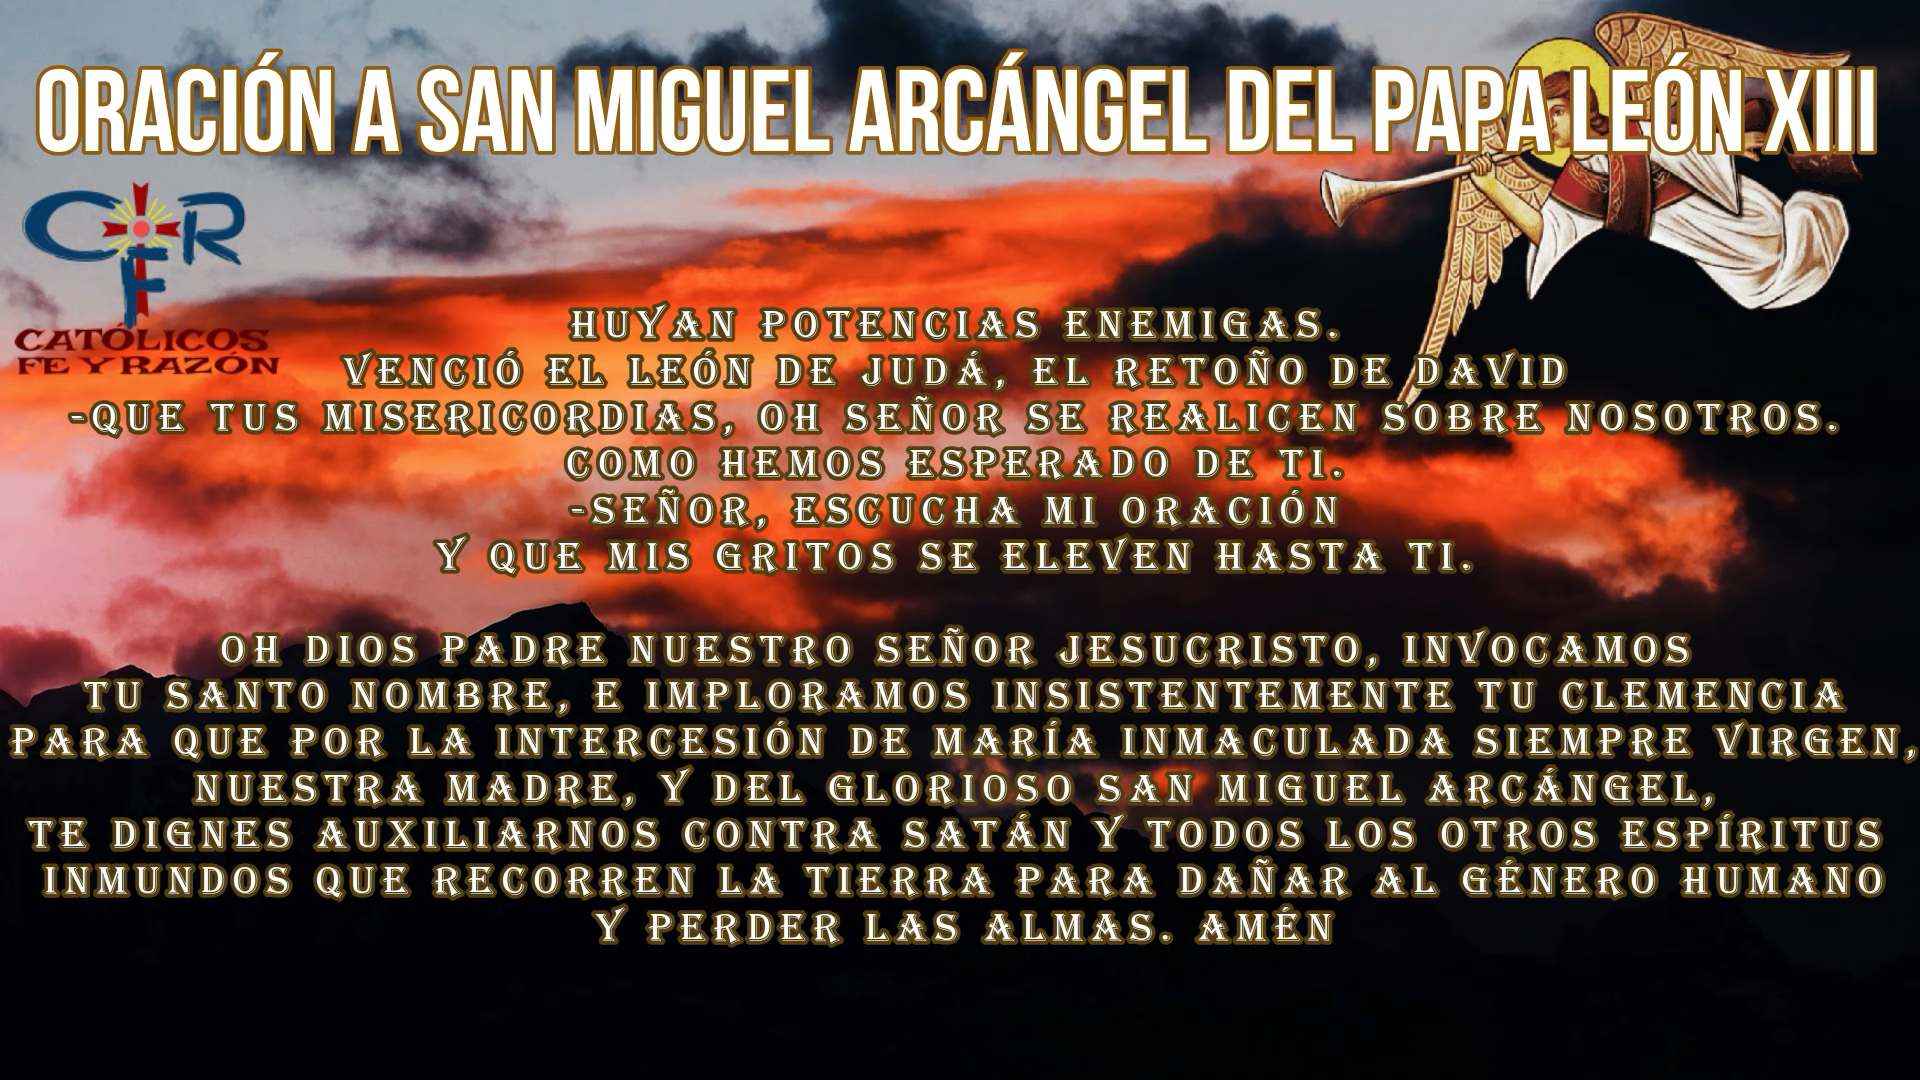 ORACIÓN A SAN MIGUEL ARCÁNGEL DEL PAPA LEÓN XIII
CFR
CATÓLICOS
FE Y RAZÓN
HUYAN POTENCIAS ENEMIGAS.
VENCIÓ EL LEÓN DE JUDÁ, EL RETOÑO DE DAVID
-QUE TUS MISERICORDIAS, OH SEÑOR SE REALICEN SOBRE NOSOTROS.
COMO HEMOS ESPERADO DE TI.
-SEÑOR, ESCUCHA MI ORACIÓN
Y QUE MIS GRITOS SE ELEVEN HASTA TI.
OH DIOS PADRE NUESTRO SEÑOR JESUCRISTO, INVOCAMOS
TU SANTO NOMBRE, E IMPLORAMOS INSISTENTEMENTE TU CLEMENCIA
PARA QUE POR LA INTERCESIÓN DE MARÍA INMACULADA SIEMPRE VIRGEN,
NUESTRA MADRE, Y DEL GLORIOSO SAN MIGUEL ARCÁNGEL,
TE DIGNES AUXILIARNOS CONTRA SATÁN Y TODOS LOS OTROS ESPÍRITUS
INMUNDOS QUE RECORREN LA TIERRA PARA DAÑAR AL GÉNERO HUMANO
Y PERDER LAS ALMAS. AMÉN